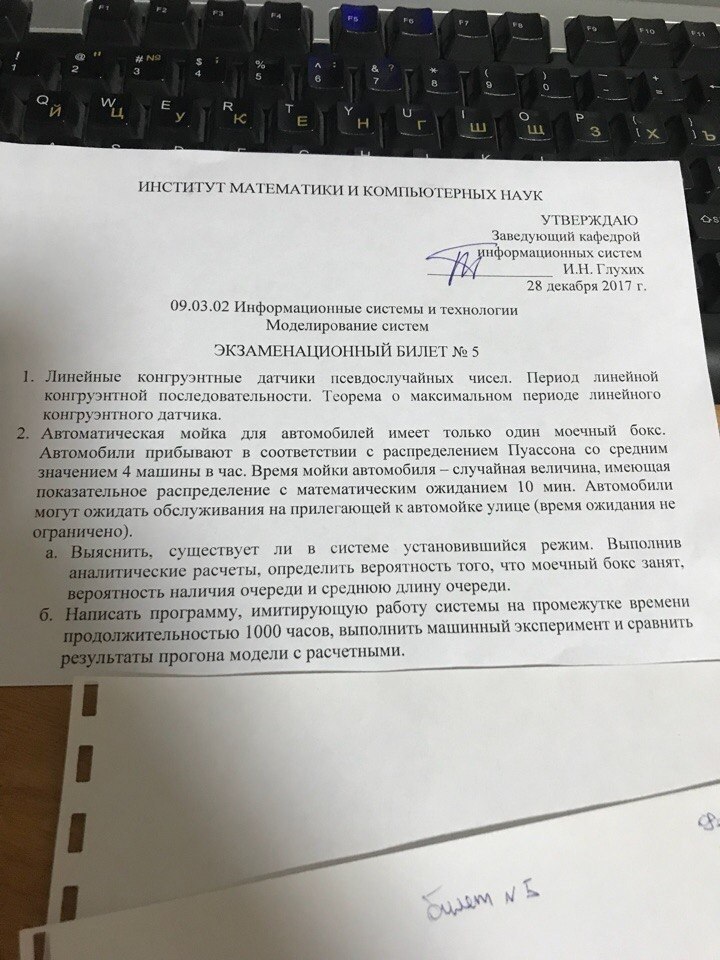 F1 F2 F3 F4 F5 F6 F7 F8 F9 F10 F11
! 1 @ " 2 # № 3 $ ; 4 % 5 ^ : 6 & ? 7 * 8 ( 9 ) 0 - + =
Q Й W Ц E У R К T Е Y Н U Г I Ш O Щ P З { [ Х } ] Ъ
ИНСТИТУТ МАТЕМАТИКИ И КОМПЬЮТЕРНЫХ НАУК
УТВЕРЖДАЮ
Заведующий кафедрой
информационных систем
И.Н. Глухих
28 декабря 2017 г.
09.03.02 Информационные системы и технологии
Моделирование систем
ЭКЗАМЕНАЦИОННЫЙ БИЛЕТ № 5
1. Линейные конгруэнтные датчики псевдослучайных чисел. Период линейной
конгруэнтной последовательности. Теорема о максимальном периоде линейного
конгруэнтного датчика.
2. Автоматическая мойка для автомобилей имеет только один моечный бокс.
Автомобили прибывают в соответствии с распределением Пуассона со средним
значением 4 машины в час. Время мойки автомобиля – случайная величина, имеющая
показательное распределение с математическим ожиданием 10 мин. Автомобили
могут ожидать обслуживания на прилегающей к автомойке улице (время ожидания не
ограничено).
а. Выяснить, существует ли в системе установившийся режим. Выполнив
аналитические расчеты, определить вероятность того, что моечный бокс занят,
вероятность наличия очереди и среднюю длину очереди.
б. Написать программу, имитирующую работу системы на промежутке времени
продолжительностью 1000 часов, выполнить машинный эксперимент и сравнить
результаты прогона модели с расчетными.
билет № 5